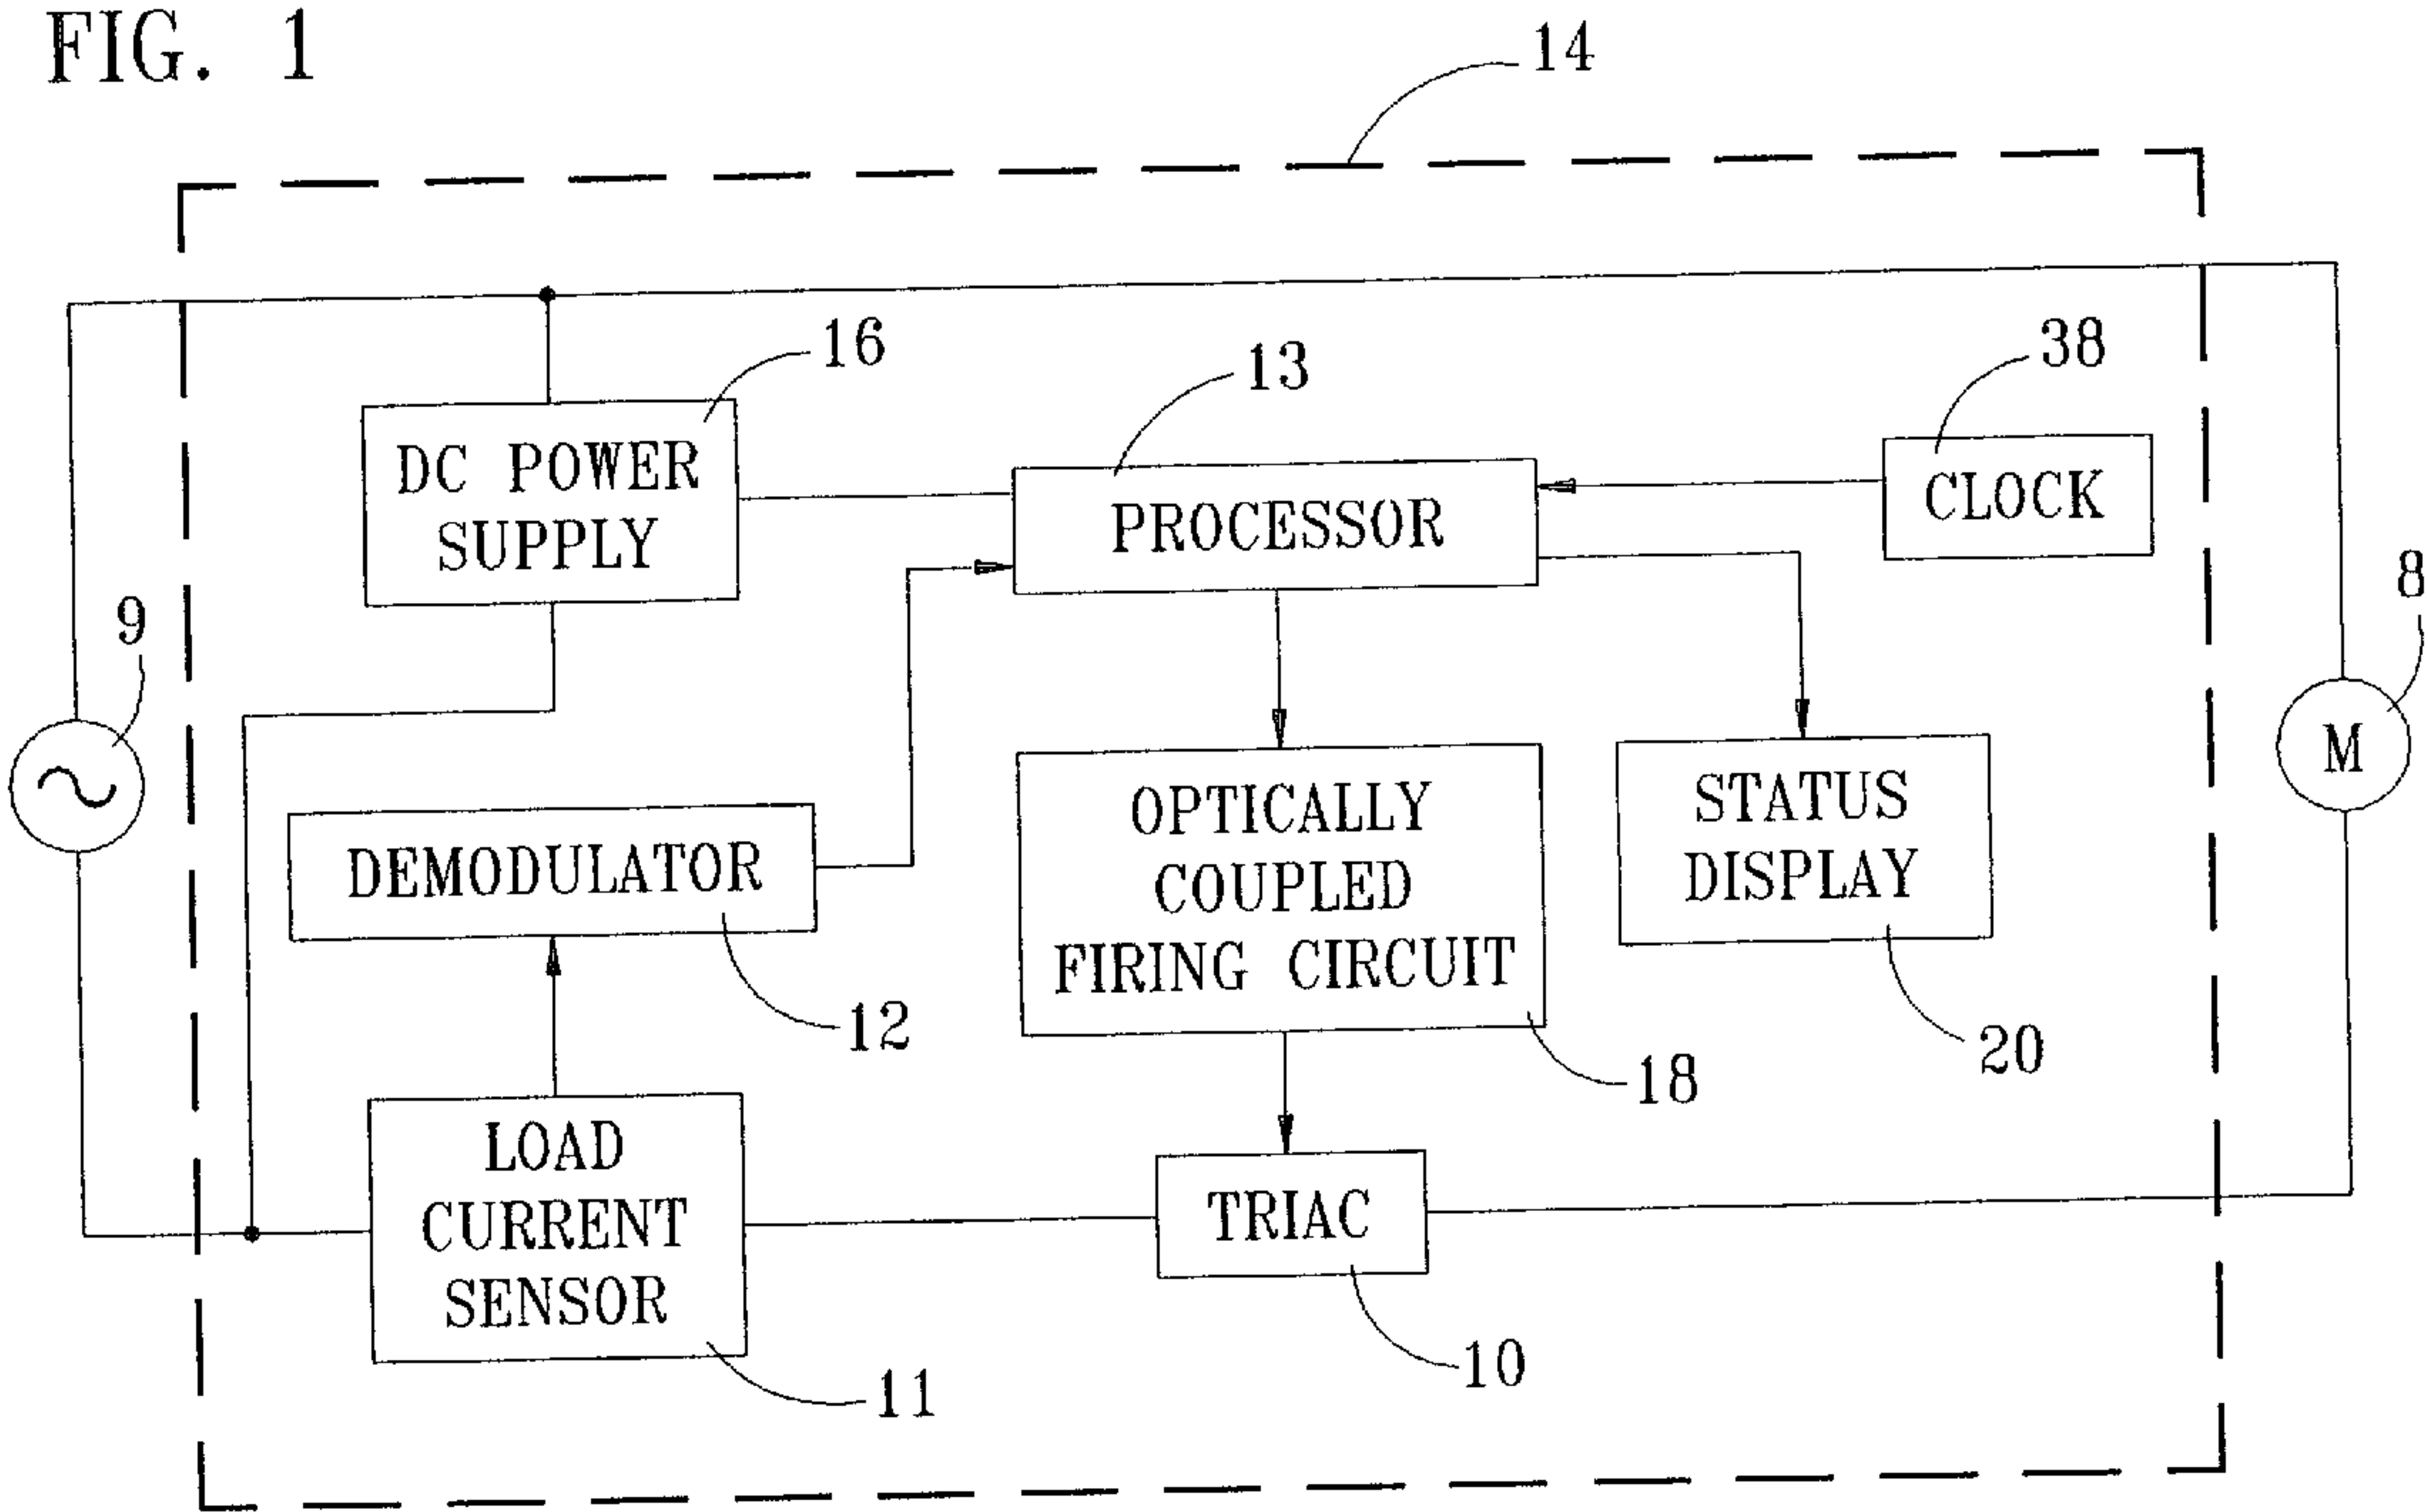 FIG. 1
14
16
13
38
DC POWER
SUPPLY
PROCESSOR
CLOCK
9
8
M
DEMODULATOR
12
OPTICALLY
COUPLED
FIRING CIRCUIT
18
STATUS
DISPLAY
20
LOAD
CURRENT
SENSOR
11
TRIAC
10